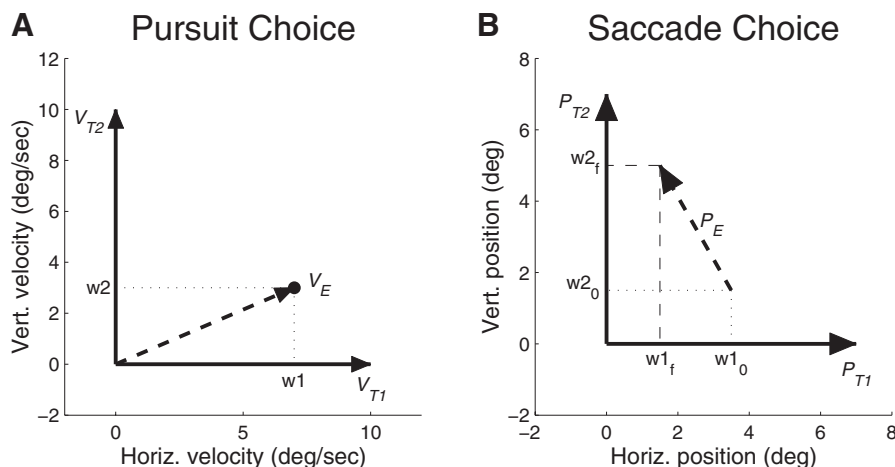 A Pursuit Choice
12
10
8
6
4
2
0
−2
Vert. velocity (deg/sec)
V_T2
w2
V_E
w1
V_T1
0 5 10
Horiz. velocity (deg/sec)
B Saccade Choice
8
6
4
2
0
−2
Vert. position (deg)
P_T2
w2_f
P_E
w2_0
w1_f w1_0
P_T1
−2 0 2 4 6 8
Horiz. position (deg)